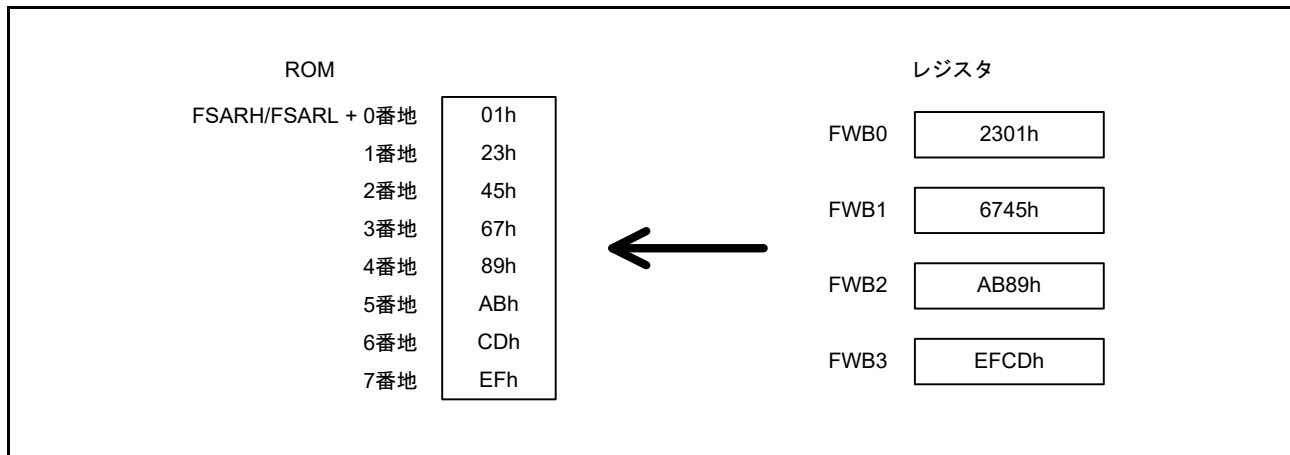 ROM
FSARH/FSARL + 0番地 01h
1番地 23h
2番地 45h
3番地 67h
4番地 89h
5番地 ABh
6番地 CDh
7番地 EFh
レジスタ
FWB0 2301h
FWB1 6745h
FWB2 AB89h
FWB3 EFCDh